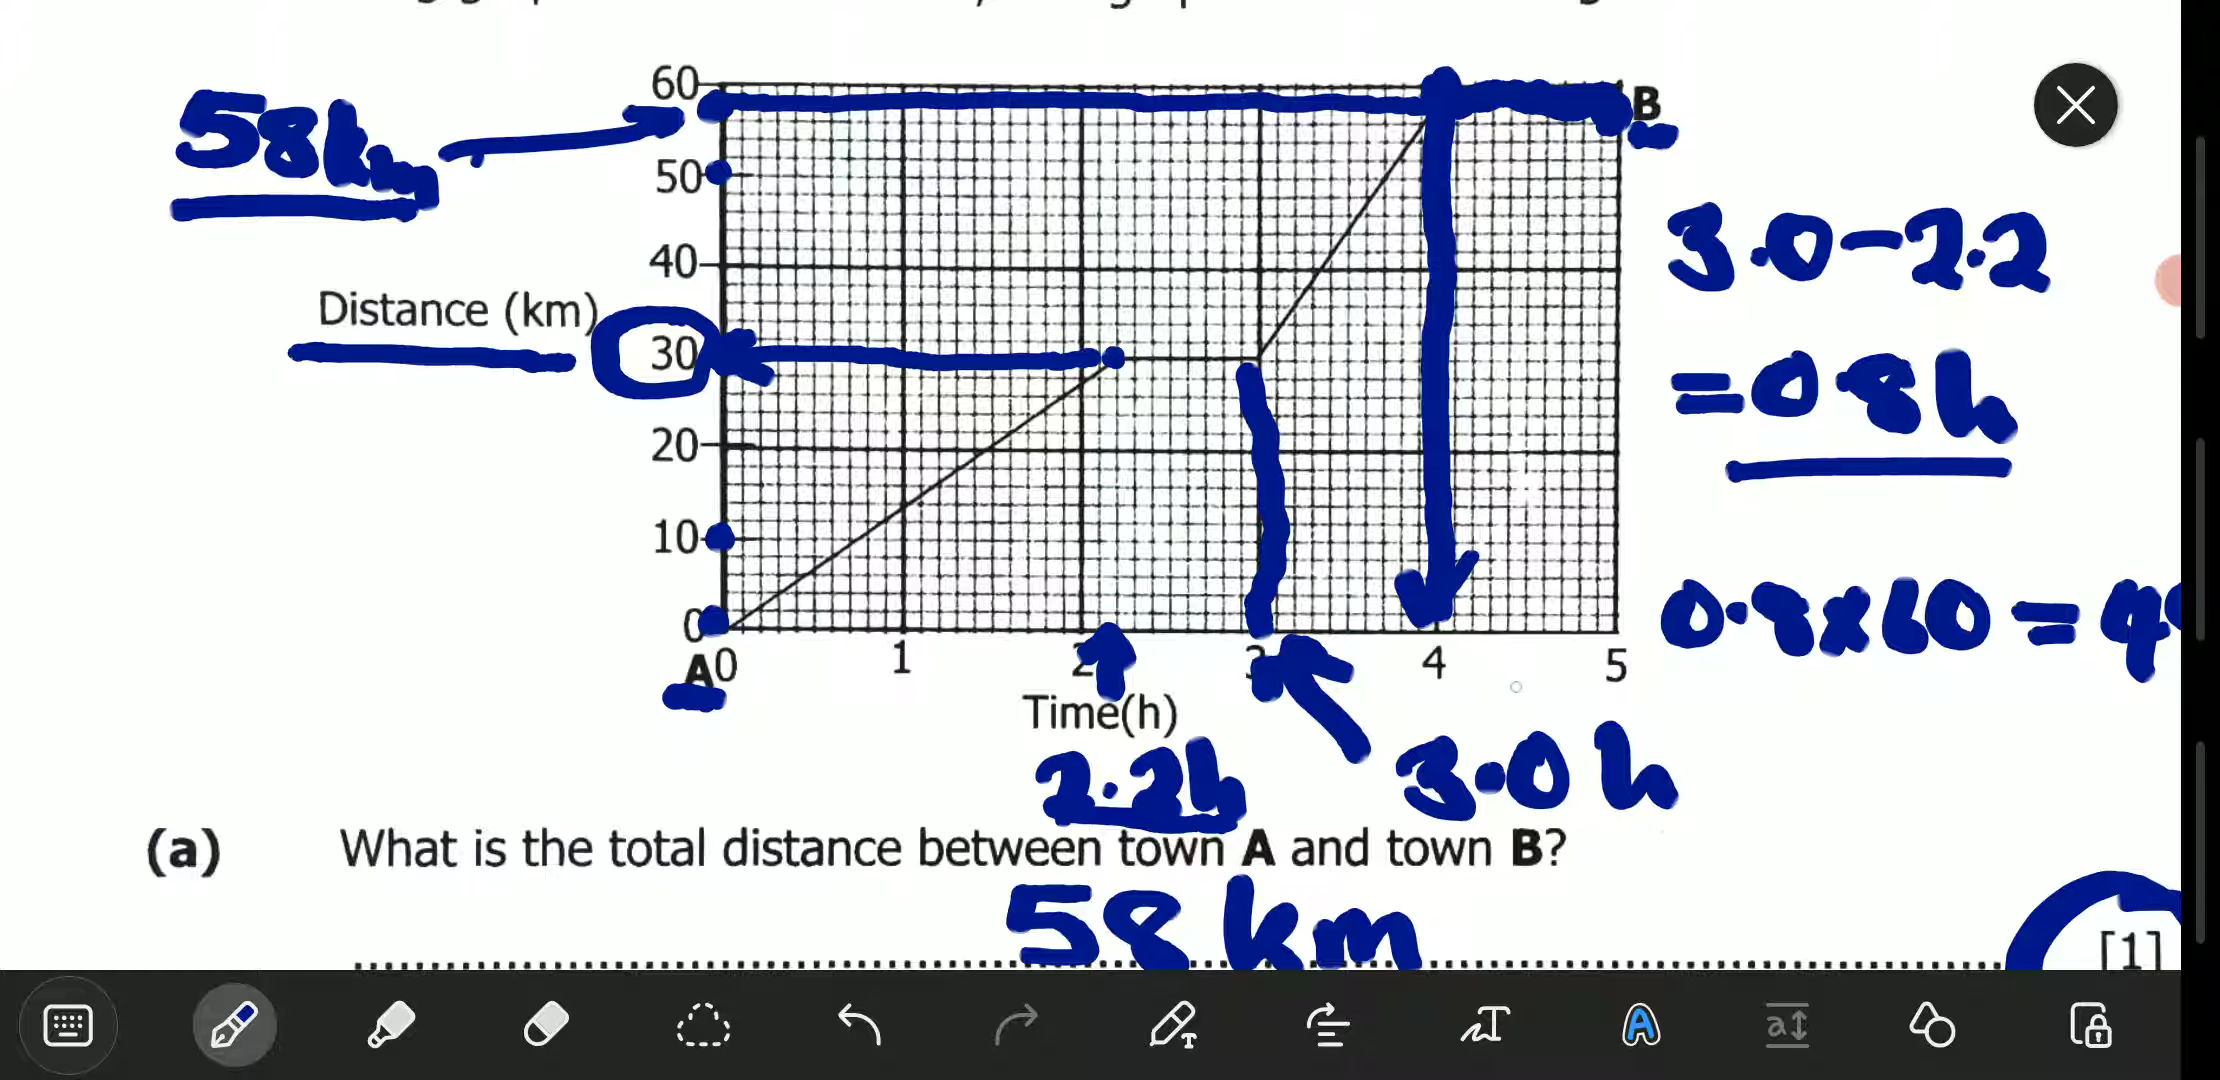 60
B
58km
50
3.0-2.2
40
Distance (km)
30
=0.8h
20
10
0.8x60=4
0
A0 1 2 3 4 5
Time(h)
2.2h 3.0h
(a) What is the total distance between town A and town B?
58km
[1]